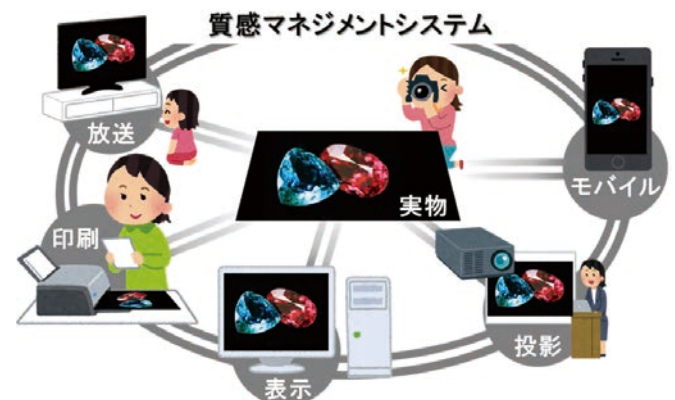 質感マネジメントシステム
放送
実物
モバイル
印刷
投影
表示